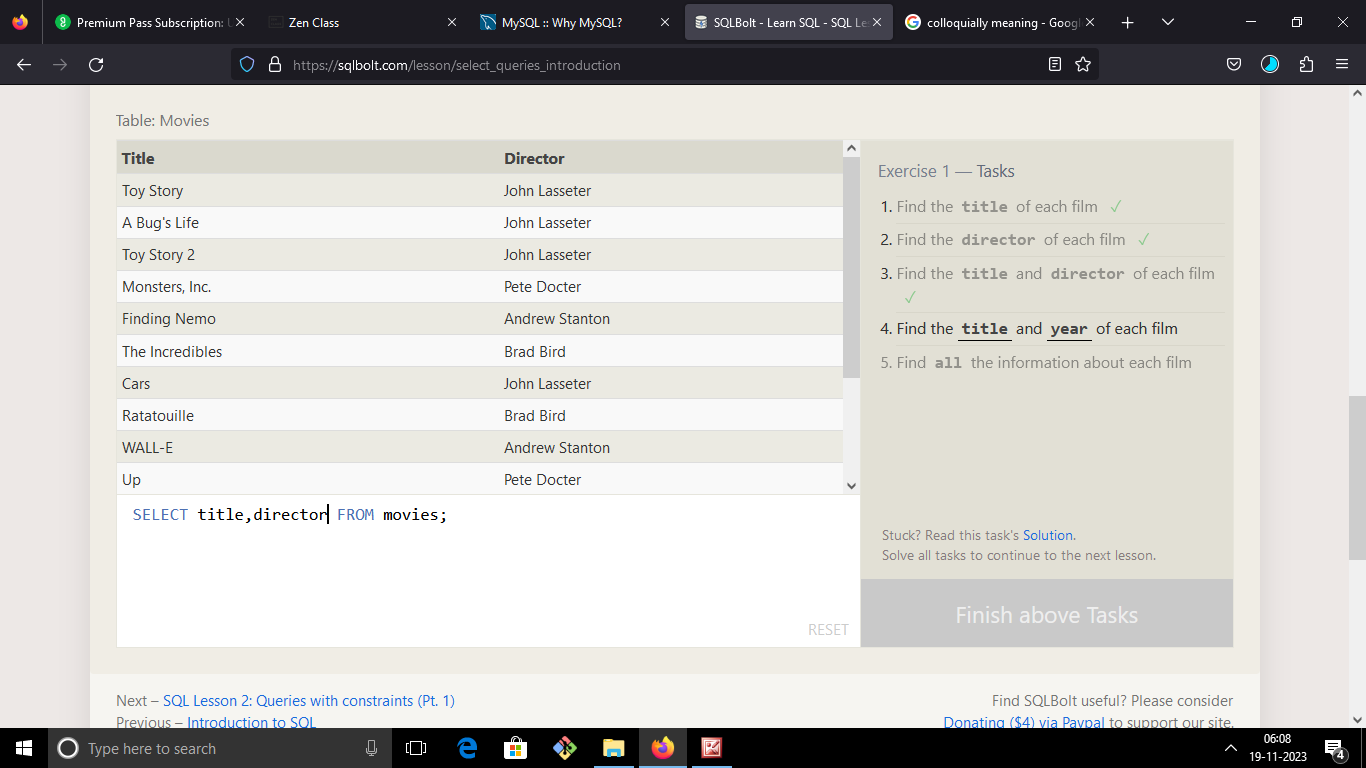 Premium Pass Subscription: U
Zen Class
MySQL :: Why MySQL?
SQLBolt - Learn SQL - SQL Le
colloquially meaning - Googl
https://sqlbolt.com/lesson/select_queries_introduction
Table: Movies
Title Director
Toy Story John Lasseter
A Bug's Life John Lasseter
Toy Story 2 John Lasseter
Monsters, Inc. Pete Docter
Finding Nemo Andrew Stanton
The Incredibles Brad Bird
Cars John Lasseter
Ratatouille Brad Bird
WALL-E Andrew Stanton
Up Pete Docter
SELECT title,director FROM movies;
RESET
Exercise 1 — Tasks
1. Find the title of each film ✓
2. Find the director of each film ✓
3. Find the title and director of each film
✓
4. Find the title and year of each film
5. Find all the information about each film
Stuck? Read this task's Solution.
Solve all tasks to continue to the next lesson.
Finish above Tasks
Next – SQL Lesson 2: Queries with constraints (Pt. 1)
Previous – Introduction to SQL
Find SQLBolt useful? Please consider
Donating ($4) via Paypal to support our site.
Type here to search
06:08
19-11-2023
4